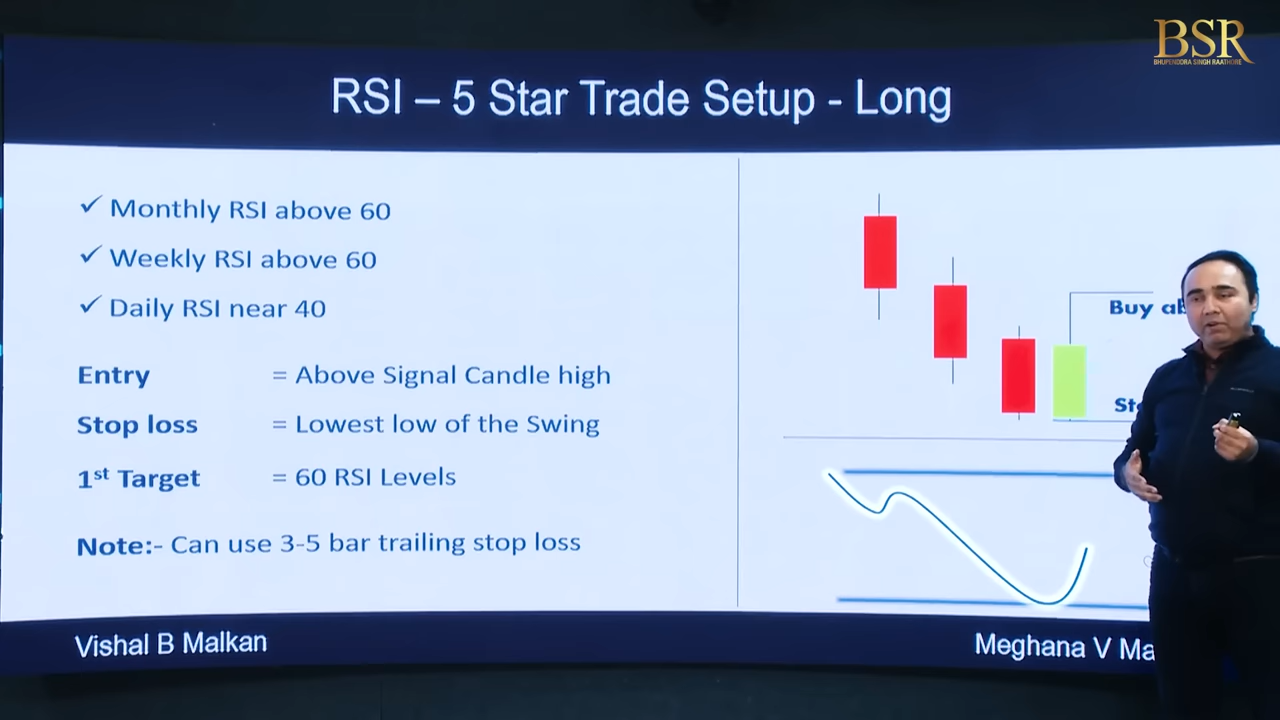 BSR
BHUPENDRA SINGH RAATHORE
RSI – 5 Star Trade Setup - Long
✓ Monthly RSI above 60
✓ Weekly RSI above 60
✓ Daily RSI near 40
Entry = Above Signal Candle high
Stop loss = Lowest low of the Swing
1st Target = 60 RSI Levels
Note:- Can use 3-5 bar trailing stop loss
Buy
Vishal B Malkan
Meghana V